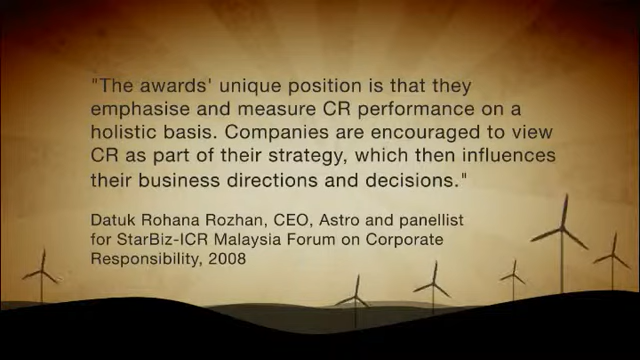 "The awards' unique position is that they
emphasise and measure CR performance on a
holistic basis. Companies are encouraged to view
CR as part of their strategy, which then influences
their business directions and decisions."
Datuk Rohana Rozhan, CEO, Astro and panellist
for StarBiz-ICR Malaysia Forum on Corporate
Responsibility, 2008